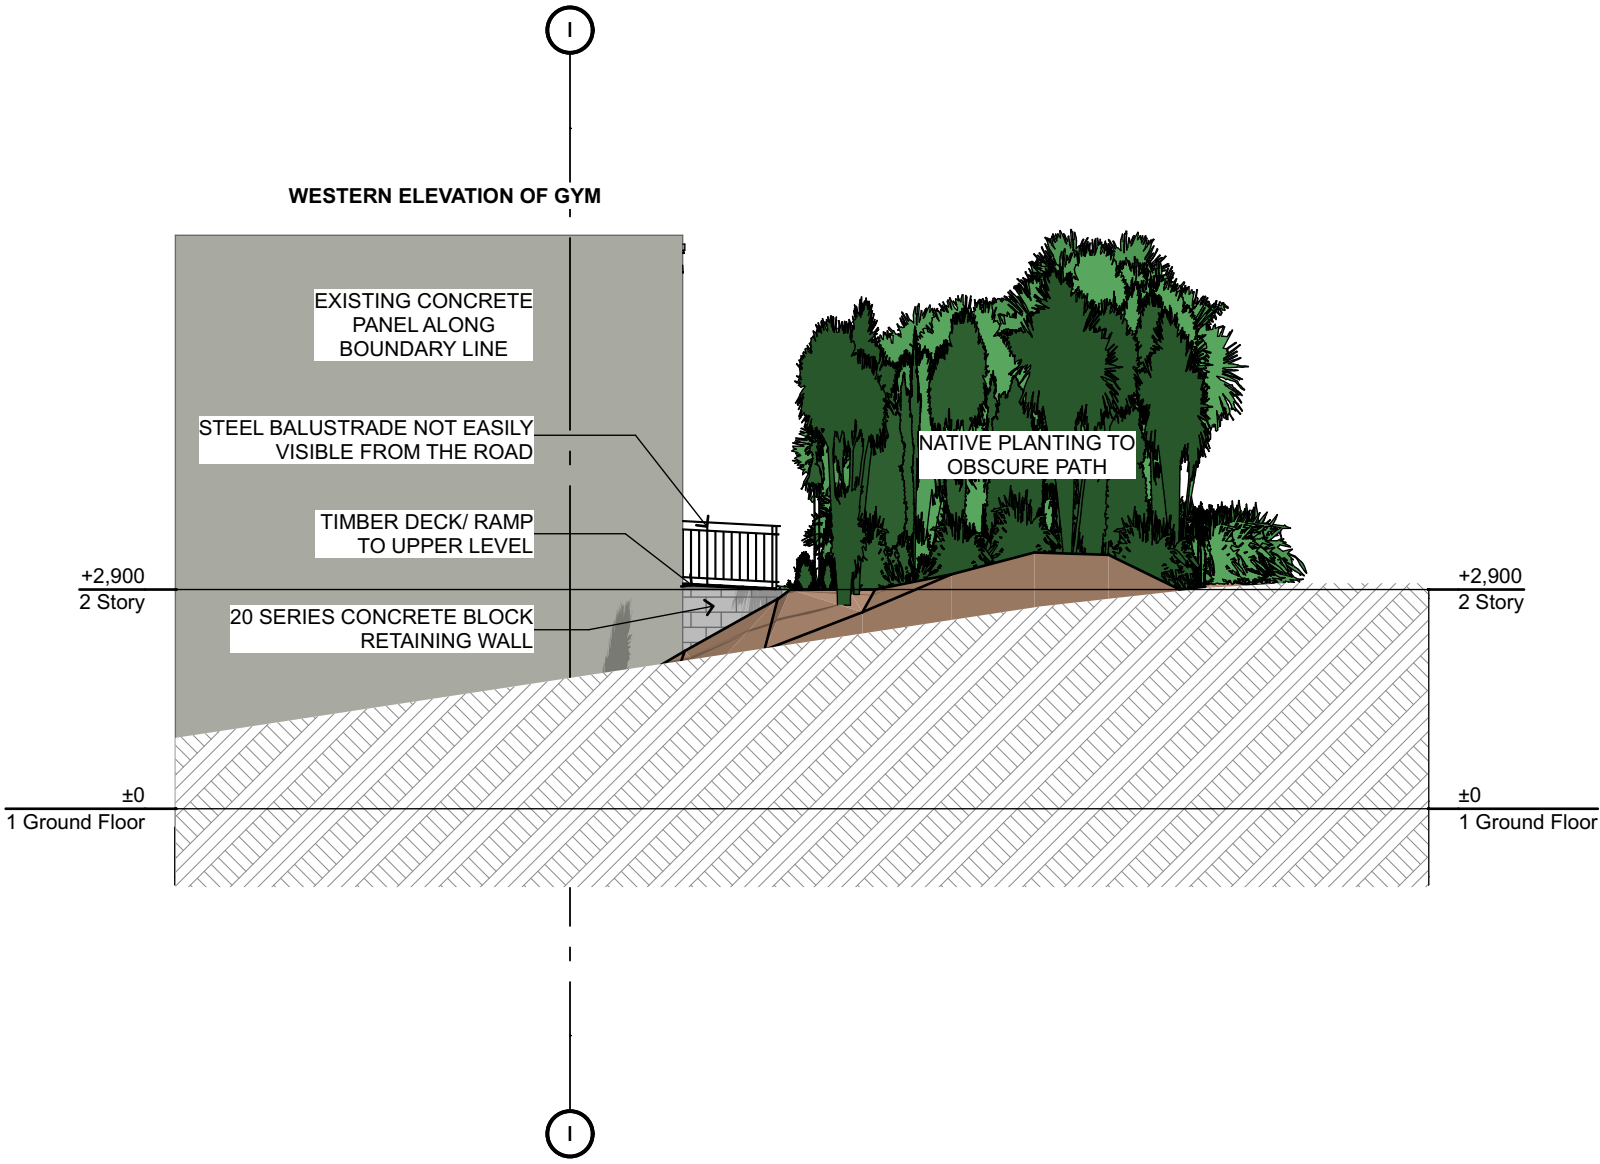 I
WESTERN ELEVATION OF GYM
EXISTING CONCRETE
PANEL ALONG
BOUNDARY LINE
STEEL BALUSTRADE NOT EASILY
VISIBLE FROM THE ROAD
NATIVE PLANTING TO
OBSCURE PATH
TIMBER DECK/ RAMP
TO UPPER LEVEL
+2,900
2 Story
+2,900
2 Story
20 SERIES CONCRETE BLOCK
RETAINING WALL
±0
1 Ground Floor
±0
1 Ground Floor
I